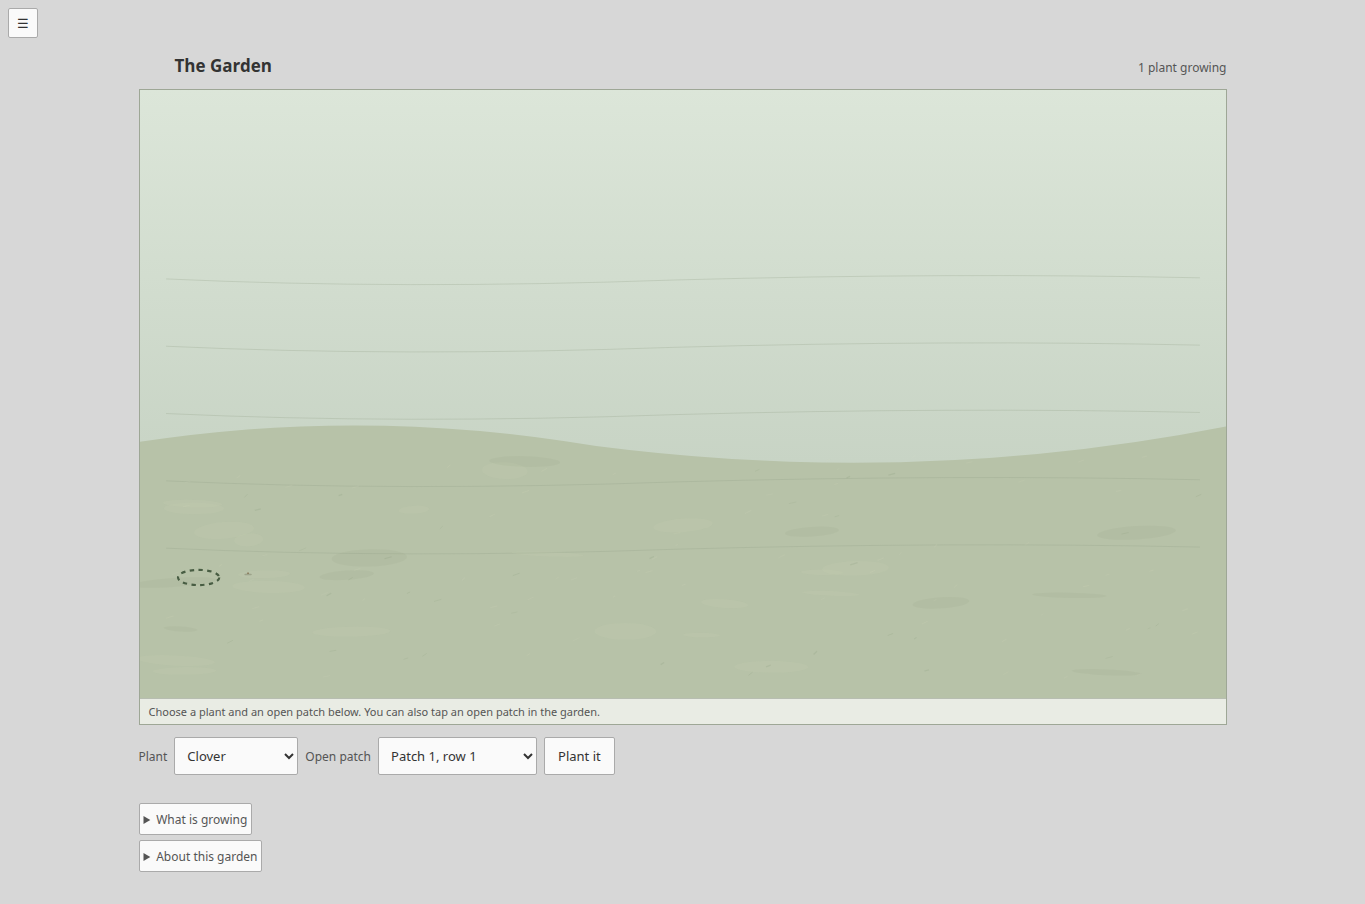 ☰
The Garden
1 plant growing
Choose a plant and an open patch below. You can also tap an open patch in the garden.
Plant Clover Open patch Patch 1, row 1 Plant it
▶ What is growing
▶ About this garden